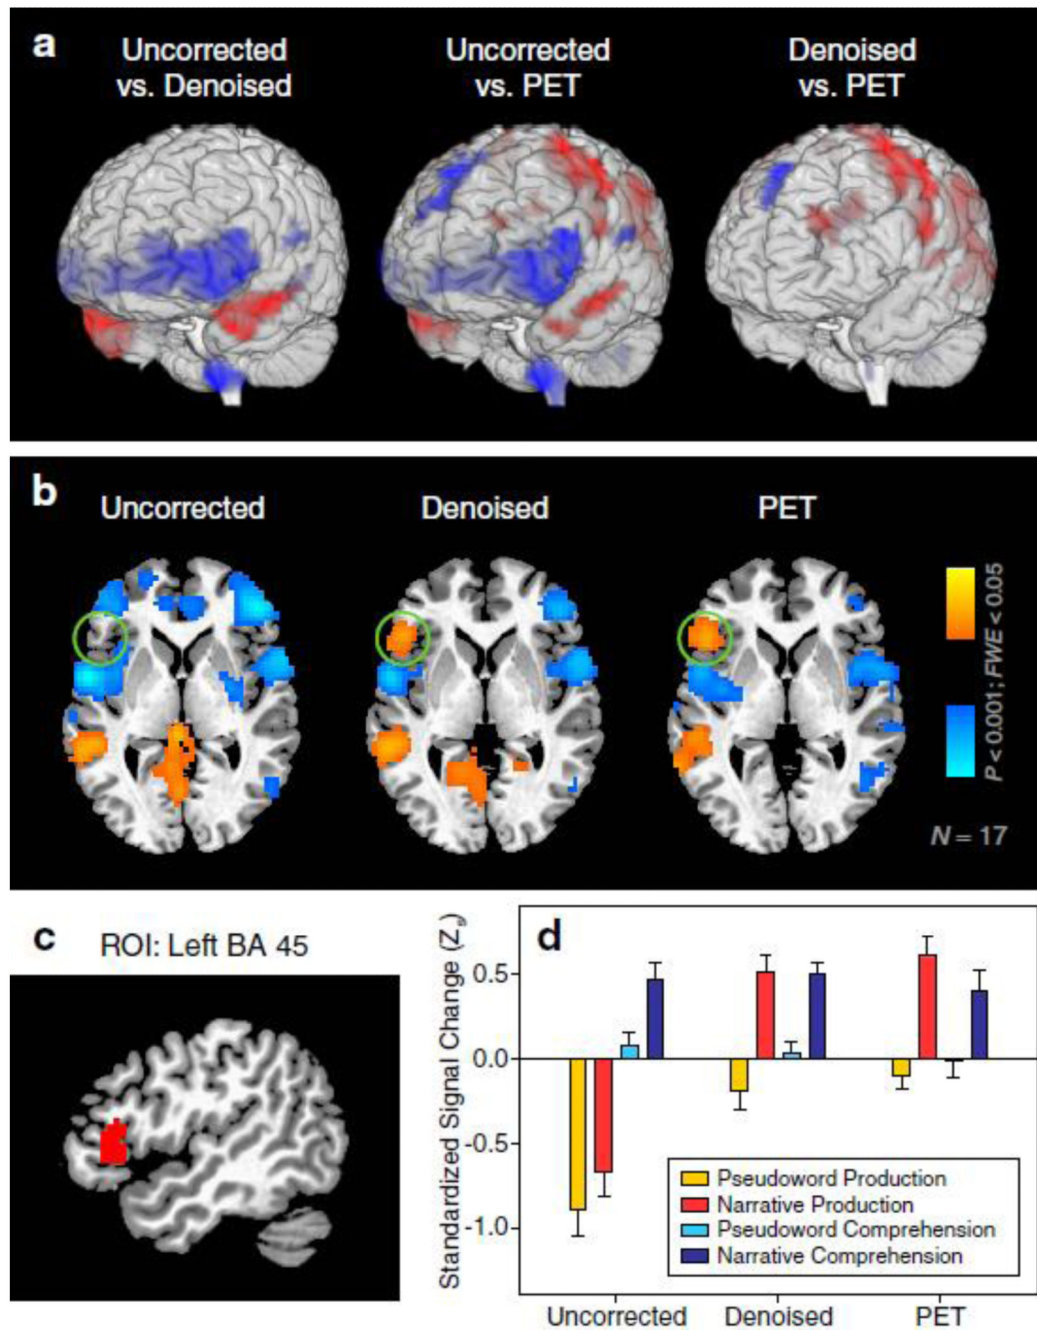 a
Uncorrected
vs. Denoised
Uncorrected
vs. PET
Denoised
vs. PET
b
Uncorrected
Denoised
PET
P < 0.001; FWE < 0.05
N = 17
c
ROI: Left BA 45
d
Standardized Signal Change (Zs)
0.5
0.0
-0.5
-1.0
Pseudoword Production
Narrative Production
Pseudoword Comprehension
Narrative Comprehension
Uncorrected
Denoised
PET